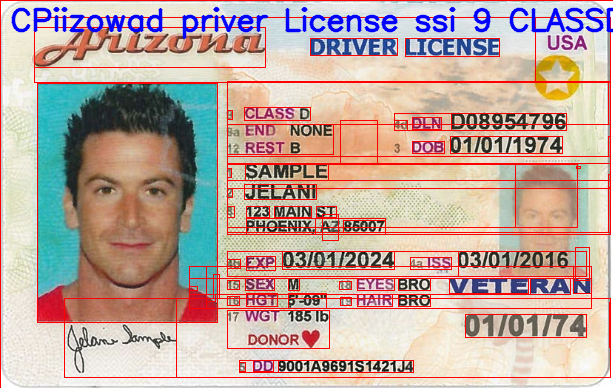 CPiizowad priver License ssi 9 CLASSE
Arizona
DRIVER LICENSE
USA
CLASS D
9a END NONE
12 REST B
4d DLN D08954796
3 DOB 01/01/1974
1 SAMPLE
2 JELANI
8 123 MAIN ST
PHOENIX, AZ 85007
4b EXP 03/01/2024
4a ISS 03/01/2016
15 SEX M
18 EYES BRO
16 HGT 5'-09"
19 HAIR BRO
17 WGT 185 lb
VETERAN
DONOR
01/01/74
Jelani Sample
5 DD 9001A9691S1421J4